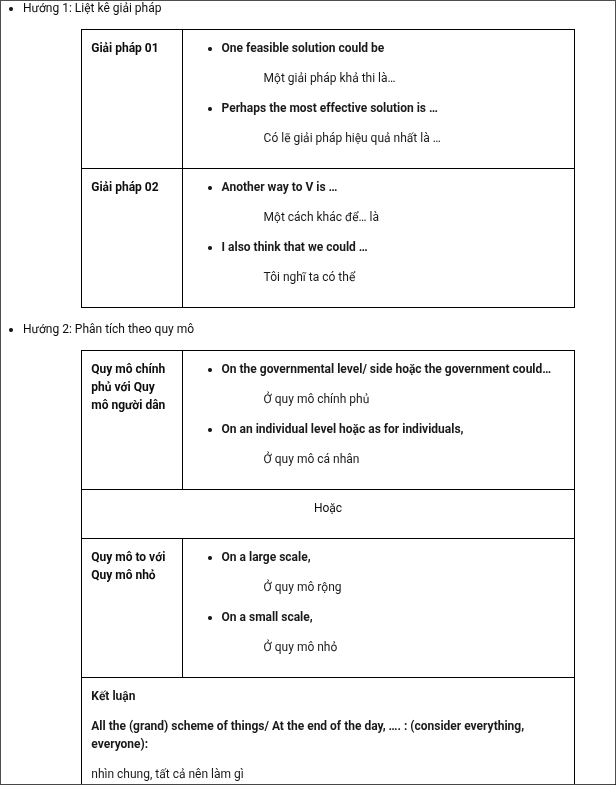 Hướng 1: Liệt kê giải pháp
Giải pháp 01
One feasible solution could be
Một giải pháp khả thi là…
Perhaps the most effective solution is …
Có lẽ giải pháp hiệu quả nhất là …
Giải pháp 02
Another way to V is …
Một cách khác để… là
I also think that we could …
Tôi nghĩ ta có thể
Hướng 2: Phân tích theo quy mô
Quy mô chính
phủ với Quy
mô người dân
On the governmental level/ side hoặc the government could…
Ở quy mô chính phủ
On an individual level hoặc as for individuals,
Ở quy mô cá nhân
Hoặc
Quy mô to với
Quy mô nhỏ
On a large scale,
Ở quy mô rộng
On a small scale,
Ở quy mô nhỏ
Kết luận
All the (grand) scheme of things/ At the end of the day, …. : (consider everything,
everyone):
nhìn chung, tất cả nên làm gì